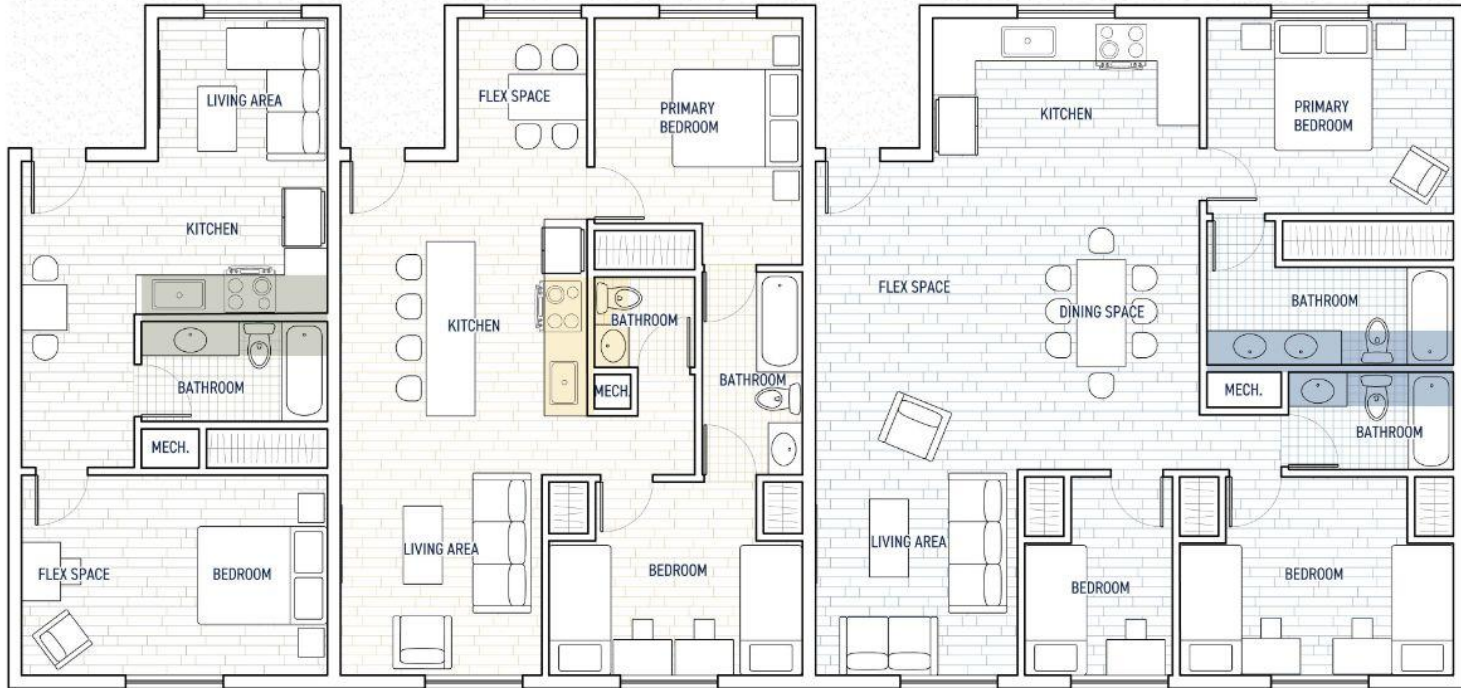 LIVING AREA
KITCHEN
BATHROOM
MECH.
FLEX SPACE
BEDROOM
FLEX SPACE
PRIMARY
BEDROOM
KITCHEN
BATHROOM
MECH.
BATHROOM
LIVING AREA
BEDROOM
KITCHEN
PRIMARY
BEDROOM
FLEX SPACE
DINING SPACE
BATHROOM
MECH.
BATHROOM
LIVING AREA
BEDROOM
BEDROOM